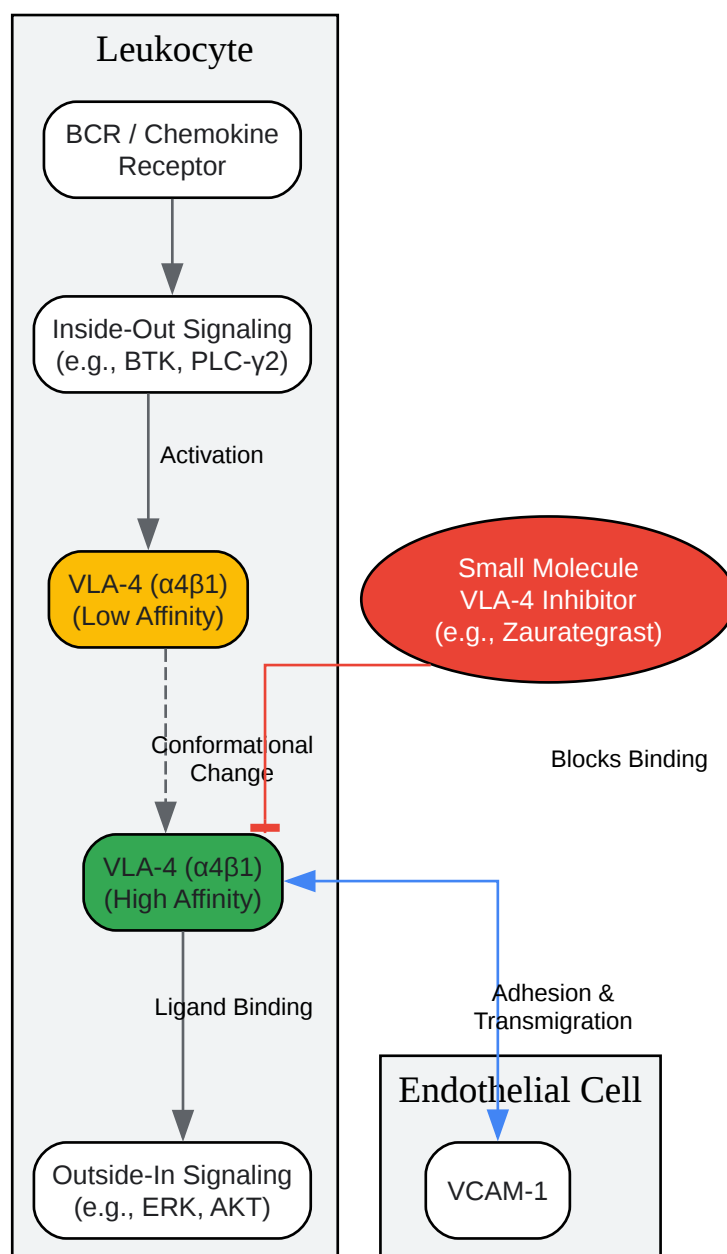 Leukocyte
BCR / Chemokine
Receptor
Inside-Out Signaling
(e.g., BTK, PLC-γ2)
Activation
VLA-4 (α4β1)
(Low Affinity)
Small Molecule
VLA-4 Inhibitor
(e.g., Zaurategrast)
Conformational
Change
Blocks Binding
VLA-4 (α4β1)
(High Affinity)
Ligand Binding
Adhesion &
Transmigration
Endothelial Cell
Outside-In Signaling
(e.g., ERK, AKT)
VCAM-1